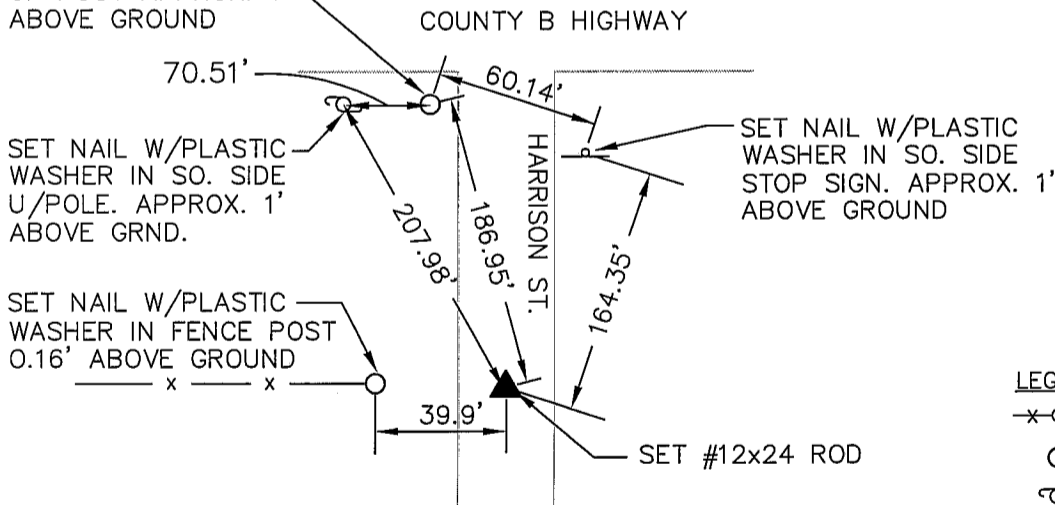 ABOVE GROUND
COUNTY B HIGHWAY
70.51'
60.14'
SET NAIL W/PLASTIC
WASHER IN SO. SIDE
U/POLE. APPROX. 1'
ABOVE GRND.
SET NAIL W/PLASTIC
WASHER IN SO. SIDE
STOP SIGN. APPROX. 1'
ABOVE GROUND
HARRISON ST.
207.98'
186.95'
164.35'
SET NAIL W/PLASTIC
WASHER IN FENCE POST
0.16' ABOVE GROUND
x x
39.9'
SET #12x24 ROD
LEG
x